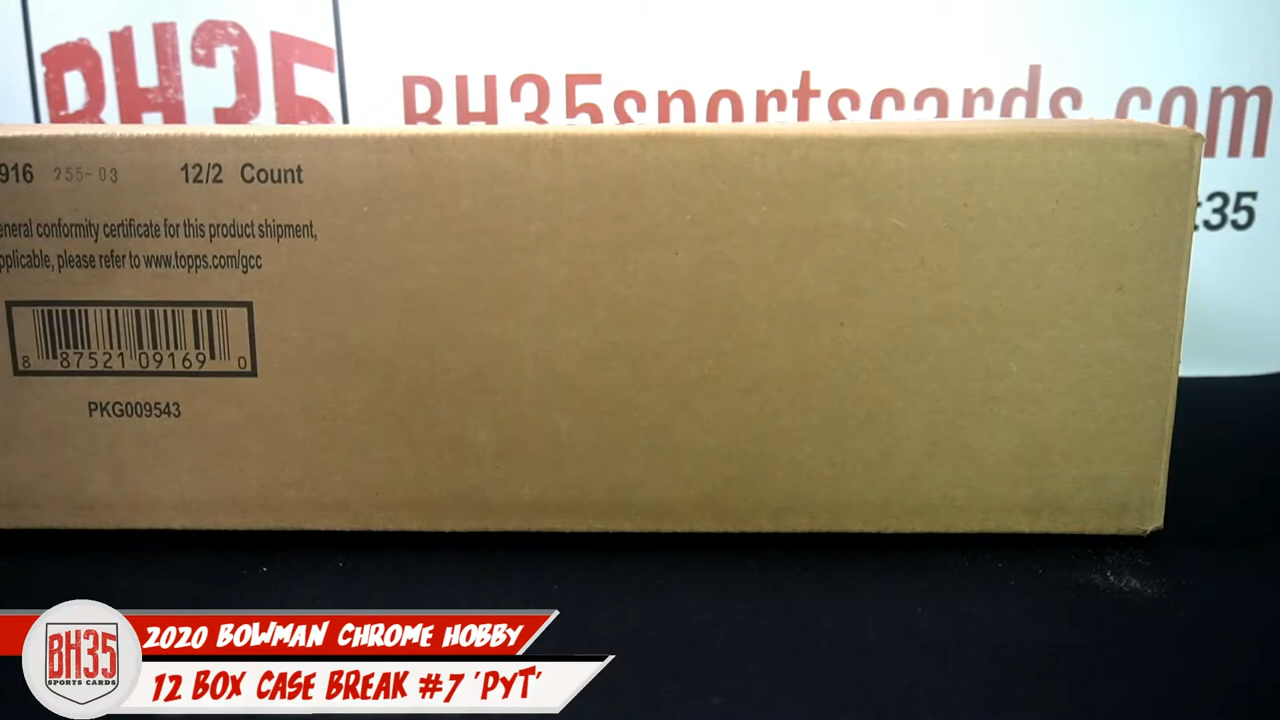 BH35
BH35sportscards.com
:35
916 255-03 12/2 Count
eneral conformity certificate for this product shipment,
pplicable, please refer to www.topps.com/gcc
8 87521 09169 0
PKG009543
BH35
SPORTS CARDS
2020 BOWMAN CHROME HOBBY
12 BOX CASE BREAK #7 'PYT'